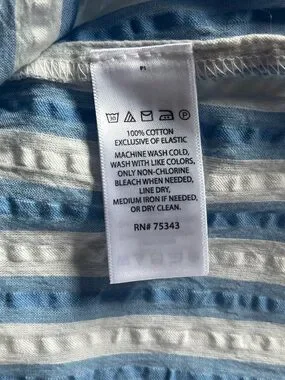 100% COTTON
EXCLUSIVE OF ELASTIC
MACHINE WASH COLD,
WASH WITH LIKE COLORS,
ONLY NON-CHLORINE
BLEACH WHEN NEEDED,
LINE DRY,
MEDIUM IRON IF NEEDED,
OR DRY CLEAN.
RN# 75343